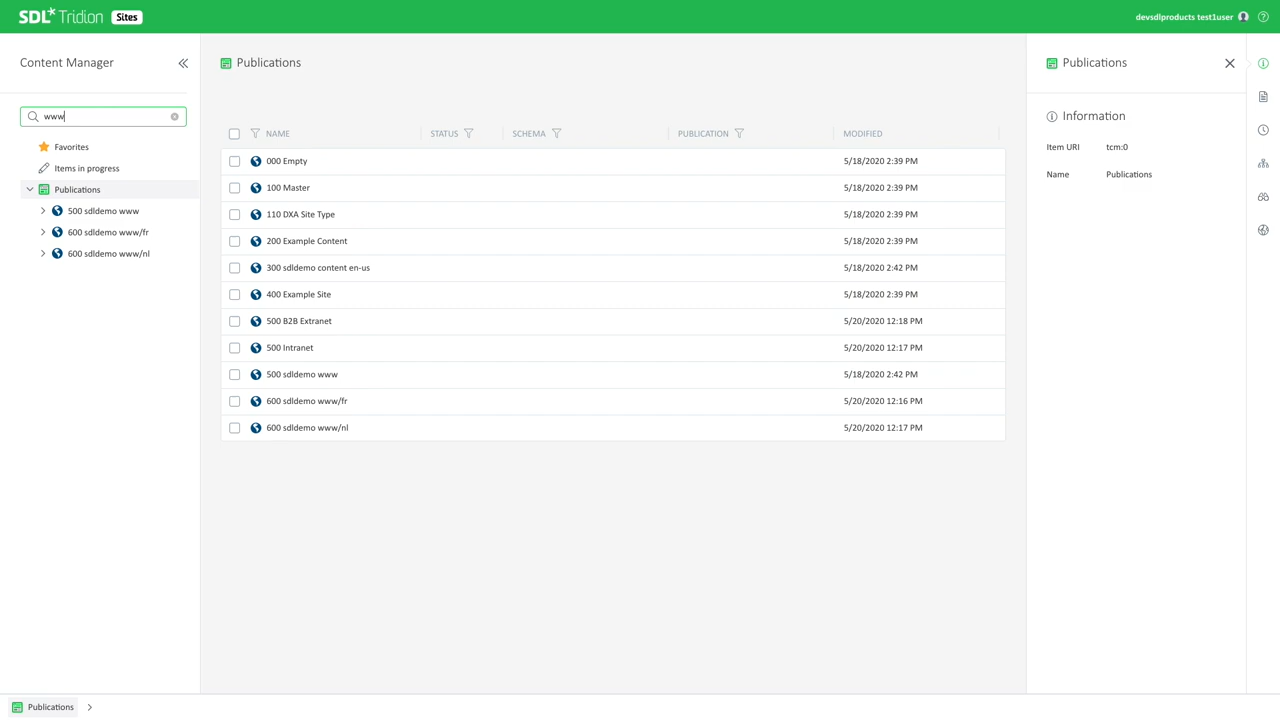 SDL* Tridion Sites
devsdlproducts test1user
Content Manager
www
Favorites
Items in progress
Publications
500 sdldemo www
600 sdldemo www/fr
600 sdldemo www/nl
Publications
NAME STATUS SCHEMA PUBLICATION MODIFIED
000 Empty 5/18/2020 2:39 PM
100 Master 5/18/2020 2:39 PM
110 DXA Site Type 5/18/2020 2:39 PM
200 Example Content 5/18/2020 2:39 PM
300 sdldemo content en-us 5/18/2020 2:42 PM
400 Example Site 5/18/2020 2:39 PM
500 B2B Extranet 5/20/2020 12:18 PM
500 Intranet 5/20/2020 12:17 PM
500 sdldemo www 5/18/2020 2:42 PM
600 sdldemo www/fr 5/20/2020 12:16 PM
600 sdldemo www/nl 5/20/2020 12:17 PM
Publications
Information
Item URI tcm:0
Name Publications
Publications